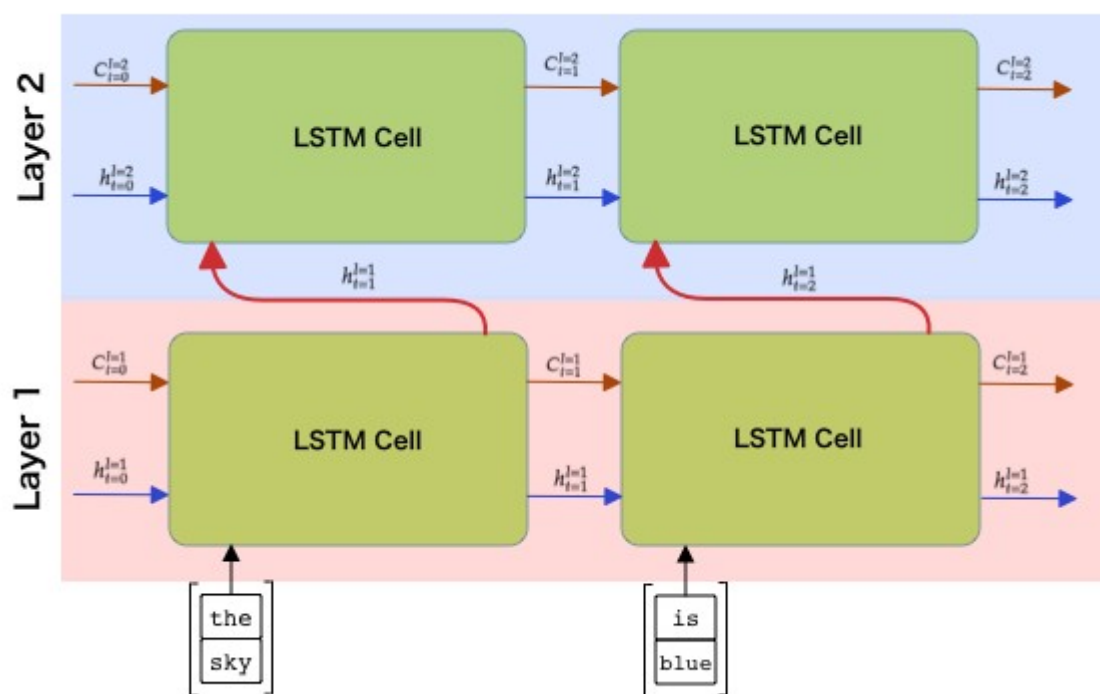 Layer 2
C_{t=0}^{l=2}
LSTM Cell
C_{t=1}^{l=2}
LSTM Cell
C_{t=2}^{l=2}
h_{t=0}^{l=2}
h_{t=1}^{l=2}
h_{t=2}^{l=2}
h_{t=1}^{l=1}
h_{t=2}^{l=1}
Layer 1
C_{t=0}^{l=1}
LSTM Cell
C_{t=1}^{l=1}
LSTM Cell
C_{t=2}^{l=1}
h_{t=0}^{l=1}
h_{t=1}^{l=1}
h_{t=2}^{l=1}
the
sky
is
blue